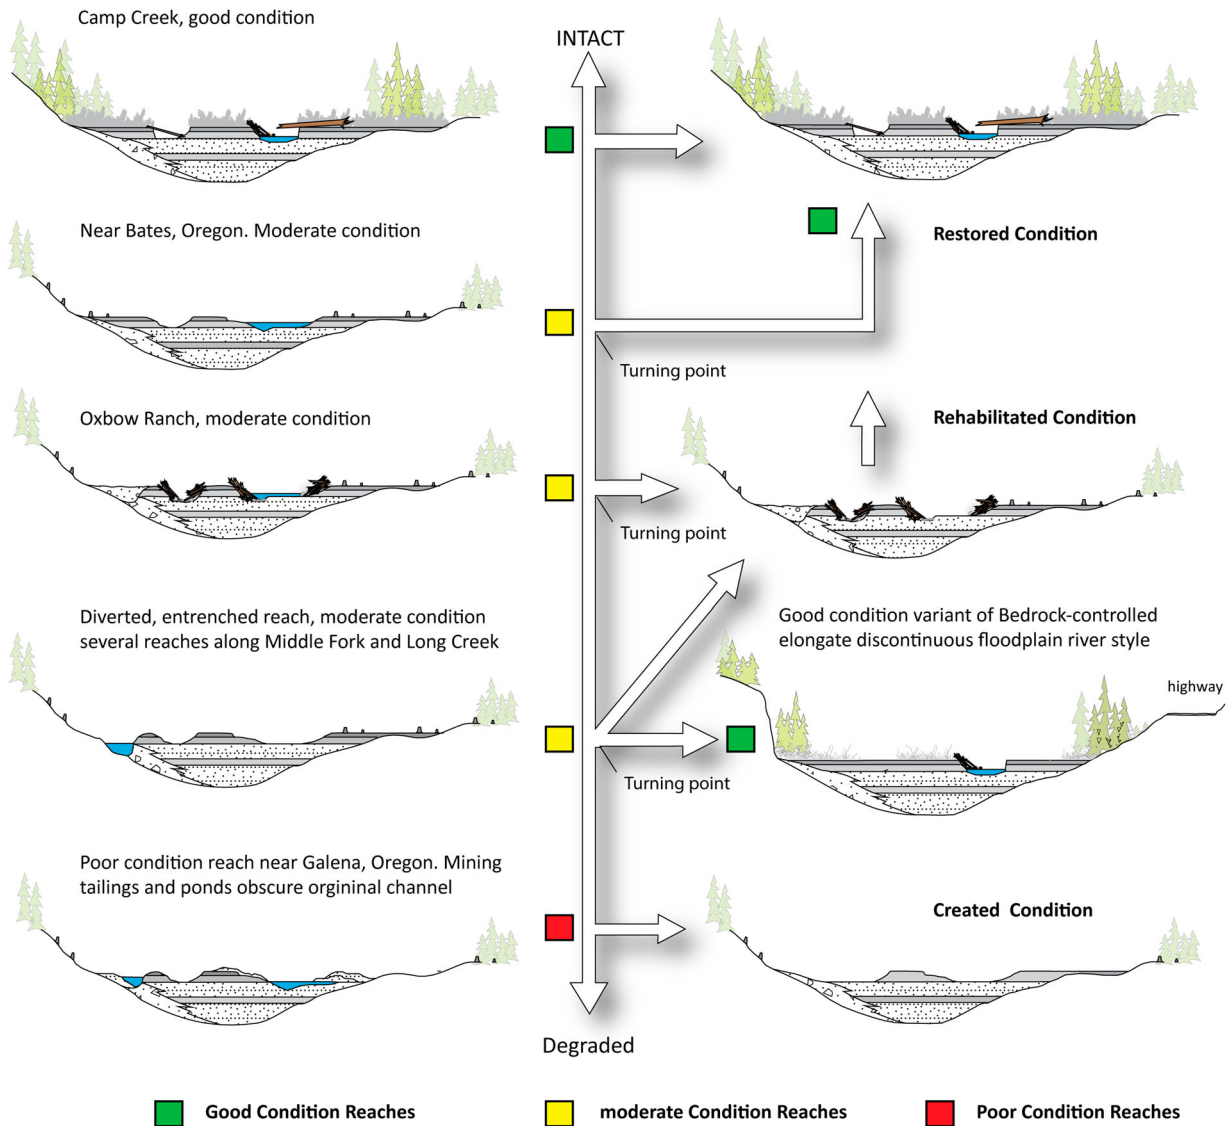 Camp Creek, good condition
INTACT
Near Bates, Oregon. Moderate condition
Restored Condition
Turning point
Oxbow Ranch, moderate condition
Rehabilitated Condition
Turning point
Diverted, entrenched reach, moderate condition
several reaches along Middle Fork and Long Creek
Good condition variant of Bedrock-controlled
elongate discontinuous floodplain river style
highway
Turning point
Poor condition reach near Galena, Oregon. Mining
tailings and ponds obscure orgininal channel
Created Condition
Degraded
Good Condition Reaches
moderate Condition Reaches
Poor Condition Reaches